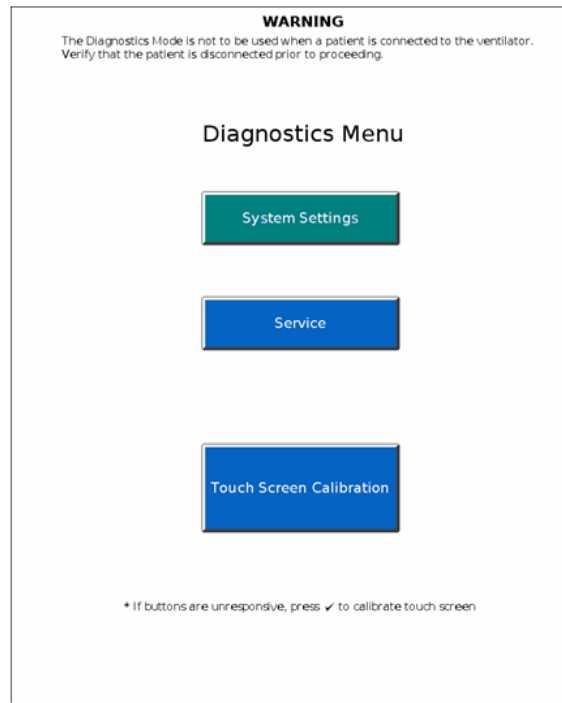 WARNING
The Diagnostics Mode is not to be used when a patient is connected to the ventilator.
Verify that the patient is disconnected prior to proceeding.
Diagnostics Menu
System Settings
Service
Touch Screen Calibration
* If buttons are unresponsive, press ✓ to calibrate touch screen